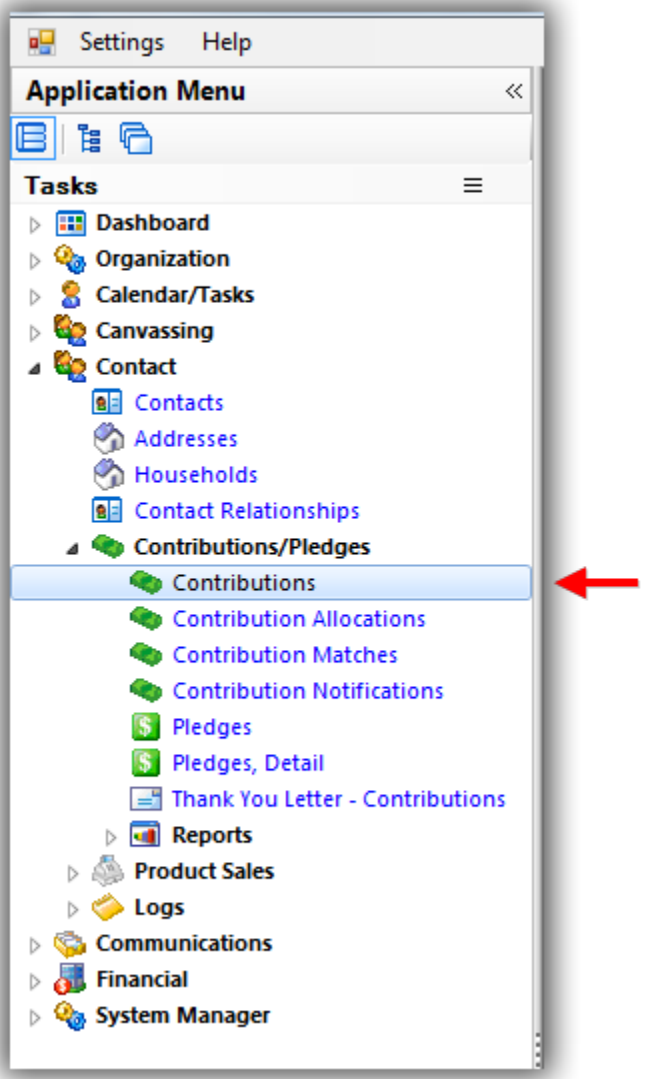 Settings Help
Application Menu
Tasks
Dashboard
Organization
Calendar/Tasks
Canvassing
Contact
Contacts
Addresses
Households
Contact Relationships
Contributions/Pledges
Contributions
Contribution Allocations
Contribution Matches
Contribution Notifications
Pledges
Pledges, Detail
Thank You Letter - Contributions
Reports
Product Sales
Logs
Communications
Financial
System Manager